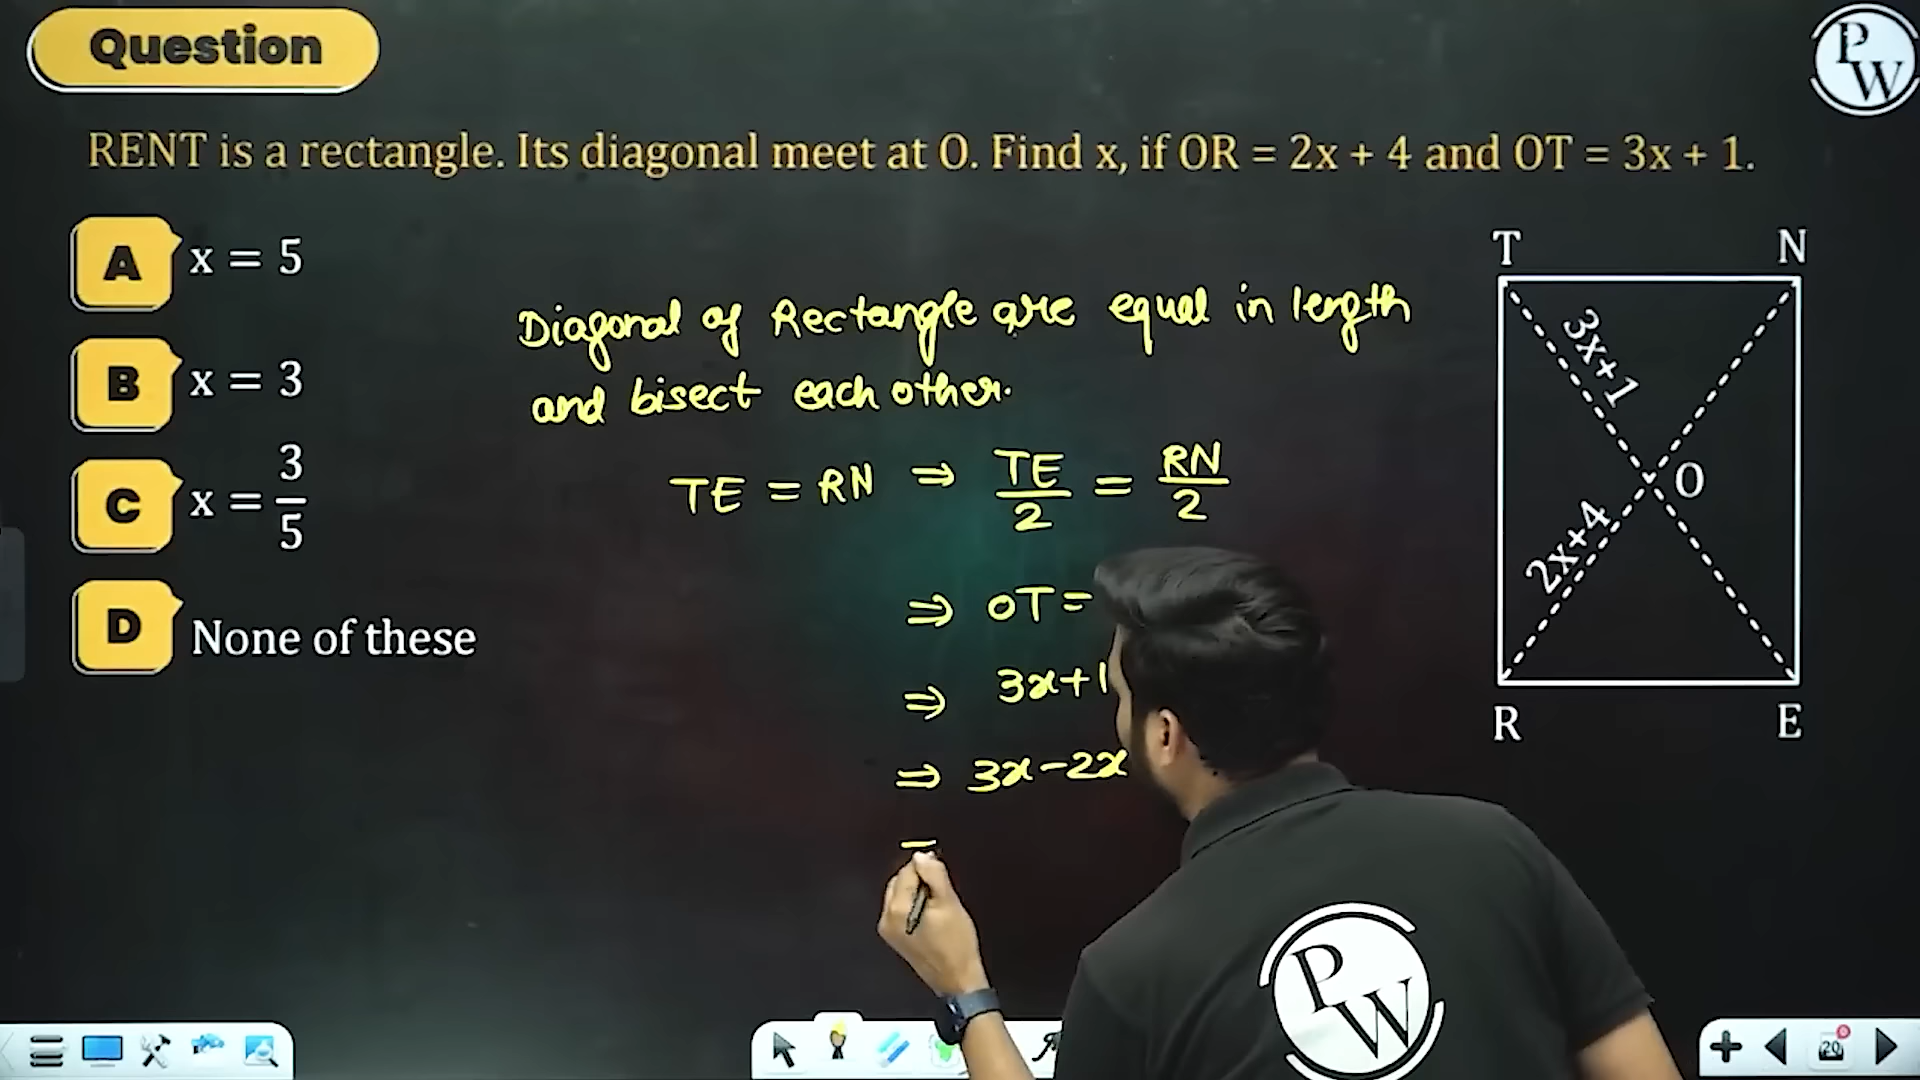 Question
P
W
RENT is a rectangle. Its diagonal meet at O. Find x, if OR = 2x + 4 and OT = 3x + 1.
A x = 5
B x = 3
C x = 3/5
D None of these
Diagonal of Rectangle are equal in length
and bisect each other.
TE = RN ⇒ TE/2 = RN/2
⇒ OT =
⇒ 3x+1
⇒ 3x-2x
T N
3x+1
O
2x+4
R E
P
W
20